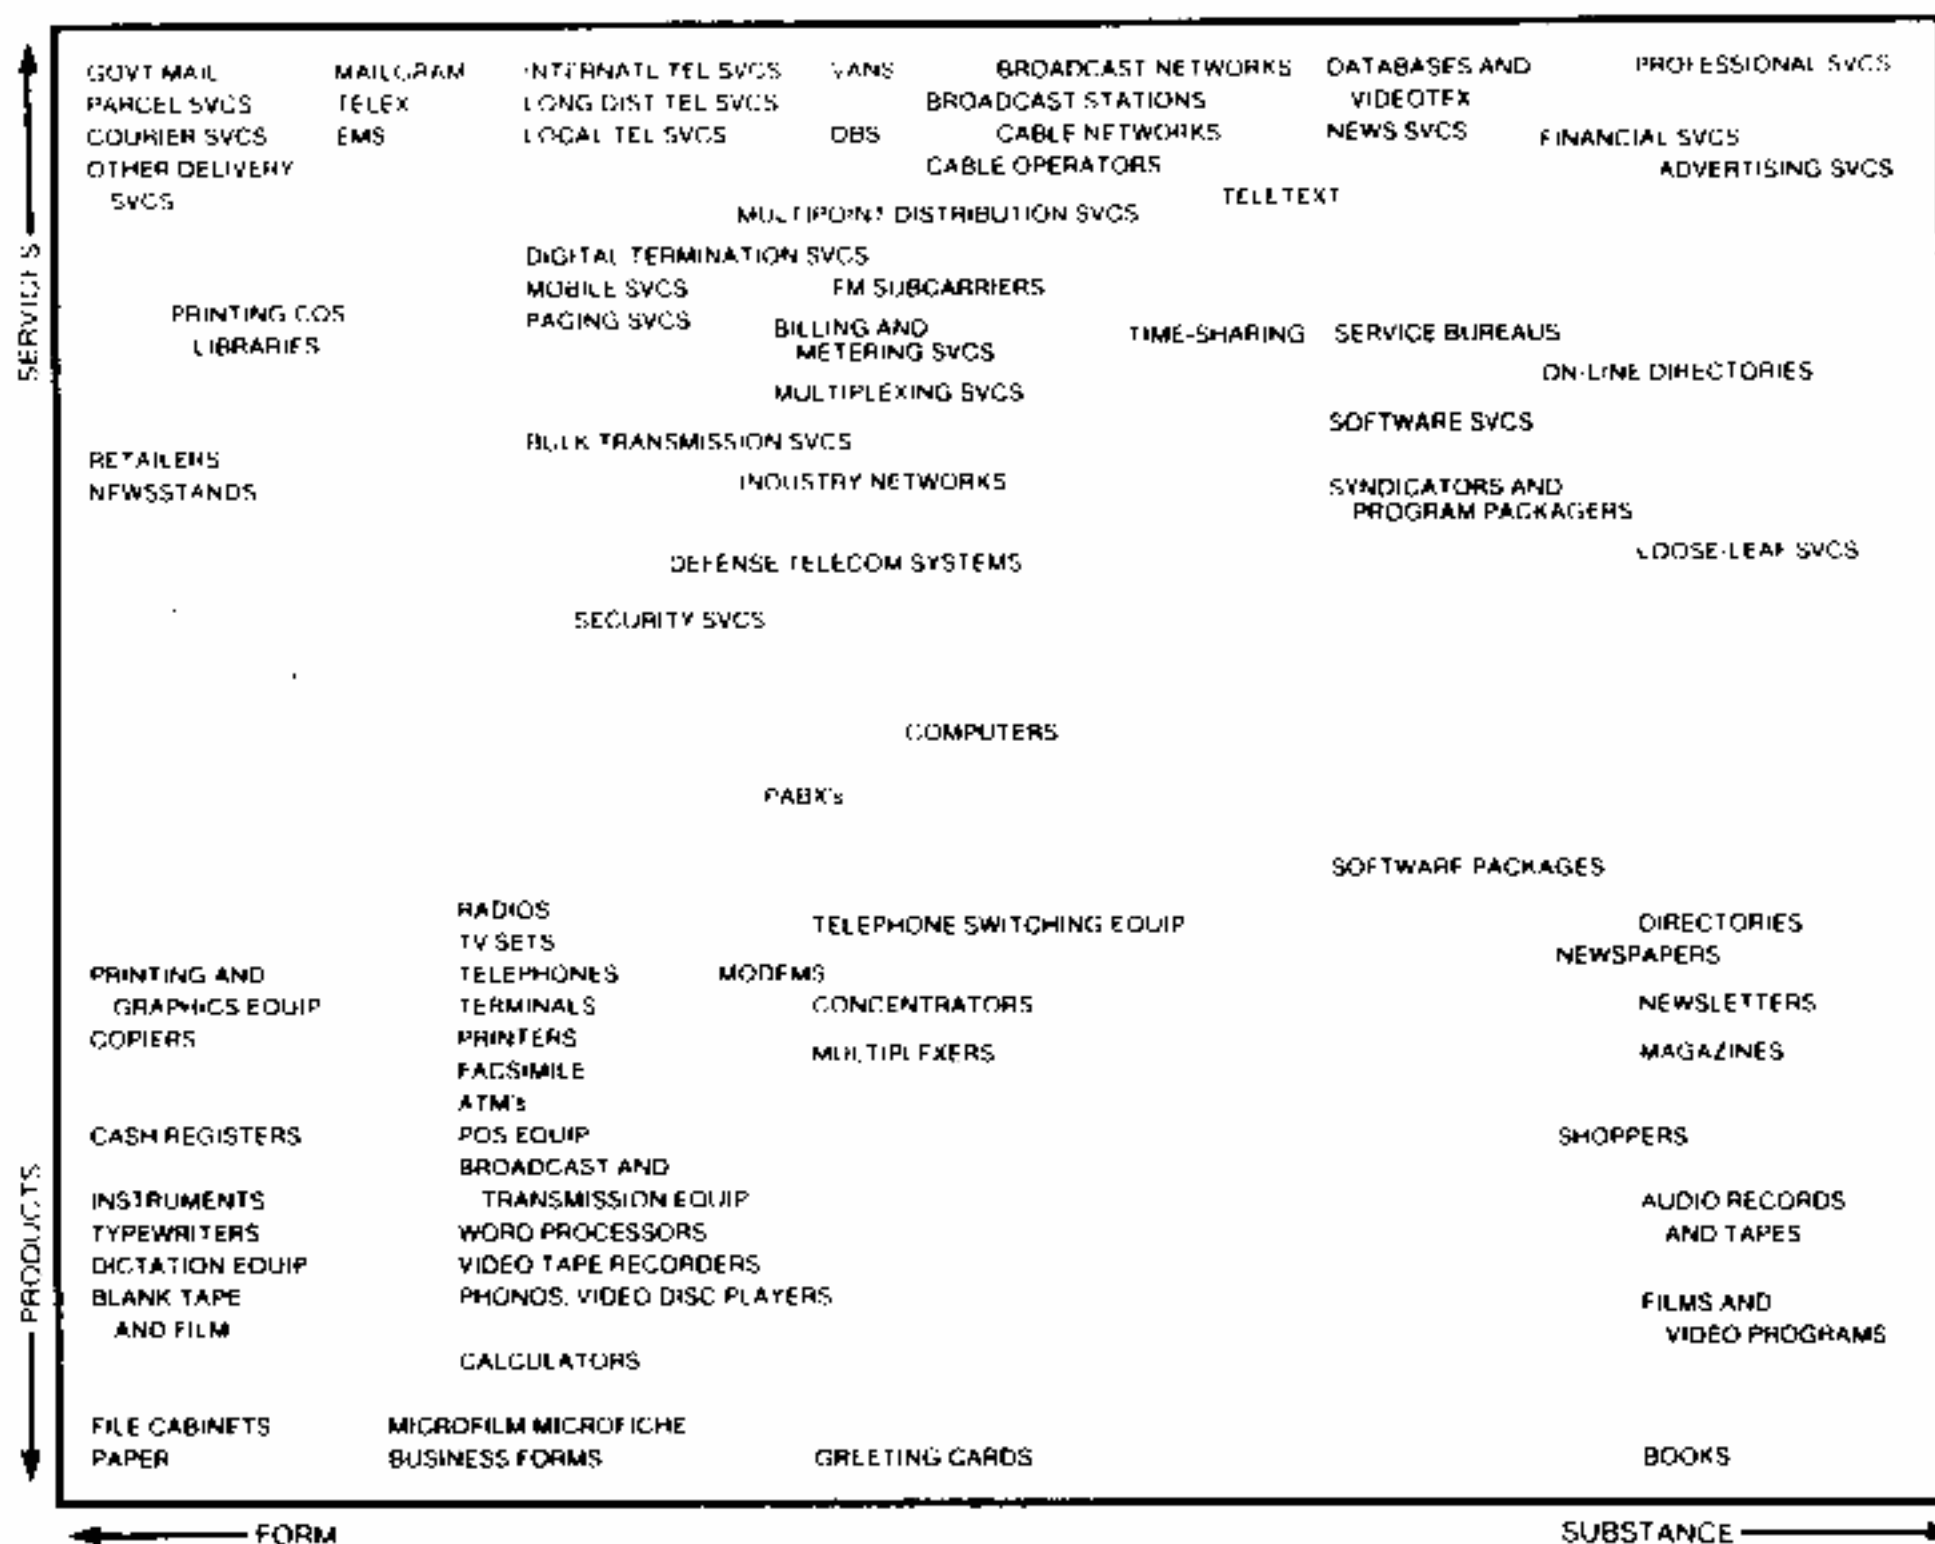 GOVT MAIL
PARCEL SVCS
COURIER SVCS
OTHER DELIVERY
SVCS
MAILGRAM
TELEX
EMS
INTERNATL TEL SVCS
LONG DIST TEL SVCS
LOCAL TEL SVCS
VANS
DBS
BROADCAST NETWORKS
BROADCAST STATIONS
CABLE NETWORKS
CABLE OPERATORS
DATABASES AND
VIDEOTEX
NEWS SVCS
PROFESSIONAL SVCS
FINANCIAL SVCS
ADVERTISING SVCS
TELETEXT
MULTIPOINT DISTRIBUTION SVCS
DIGITAL TERMINATION SVCS
MOBILE SVCS
PAGING SVCS
FM SUBCARRIERS
PRINTING COS
LIBRARIES
BILLING AND
METERING SVCS
MULTIPLEXING SVCS
TIME-SHARING
SERVICE BUREAUS
ON-LINE DIRECTORIES
SOFTWARE SVCS
BULK TRANSMISSION SVCS
RETAILERS
NEWSSTANDS
INDUSTRY NETWORKS
SYNDICATORS AND
PROGRAM PACKAGERS
LOOSE-LEAF SVCS
DEFENSE TELECOM SYSTEMS
SECURITY SVCS
COMPUTERS
PABX's
SOFTWARE PACKAGES
RADIOS
TV SETS
TELEPHONES
TERMINALS
PRINTERS
FACSIMILE
ATM's
POS EQUIP
BROADCAST AND
TRANSMISSION EQUIP
WORD PROCESSORS
VIDEO TAPE RECORDERS
PHONOS, VIDEO DISC PLAYERS
CALCULATORS
TELEPHONE SWITCHING EQUIP
MODEMS
CONCENTRATORS
MULTIPLEXERS
DIRECTORIES
NEWSPAPERS
NEWSLETTERS
MAGAZINES
SHOPPERS
AUDIO RECORDS
AND TAPES
FILMS AND
VIDEO PROGRAMS
PRINTING AND
GRAPHICS EQUIP
COPIERS
CASH REGISTERS
INSTRUMENTS
TYPEWRITERS
DICTATION EQUIP
BLANK TAPE
AND FILM
FILE CABINETS
PAPER
MICROFILM MICROFICHE
BUSINESS FORMS
GREETING CARDS
BOOKS
SERVICES
PRODUCTS
FORM
SUBSTANCE